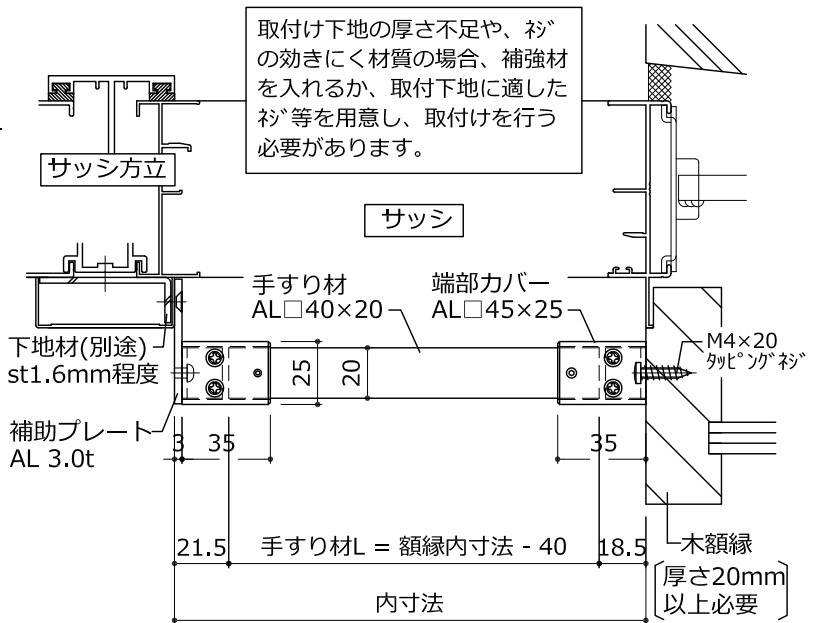 取付け下地の厚さ不足や、ﾈｼﾞ
の効きにく材質の場合、補強材
を入れるか、取付下地に適した
ﾈｼﾞ等を用意し、取付けを行う
必要があります。
サッシ方立
サッシ
手すり材
AL□40×20
端部カバー
AL□45×25
下地材(別途)
st1.6mm程度
M4×20
ﾀｯﾋﾟﾝｸﾞﾈｼﾞ
25
20
補助プレート
AL 3.0t
3
35
35
21.5
手すり材L = 額縁内寸法 - 40
18.5
木額縁
厚さ20mm
以上必要
内寸法